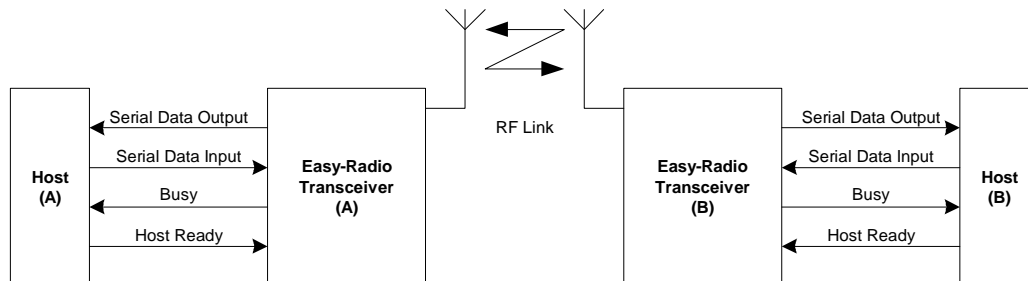 RF Link
Serial Data Output
Serial Data Input
Busy
Host Ready
Host
(A)
Easy-Radio
Transceiver
(A)
Easy-Radio
Transceiver
(B)
Serial Data Output
Serial Data Input
Busy
Host Ready
Host
(B)